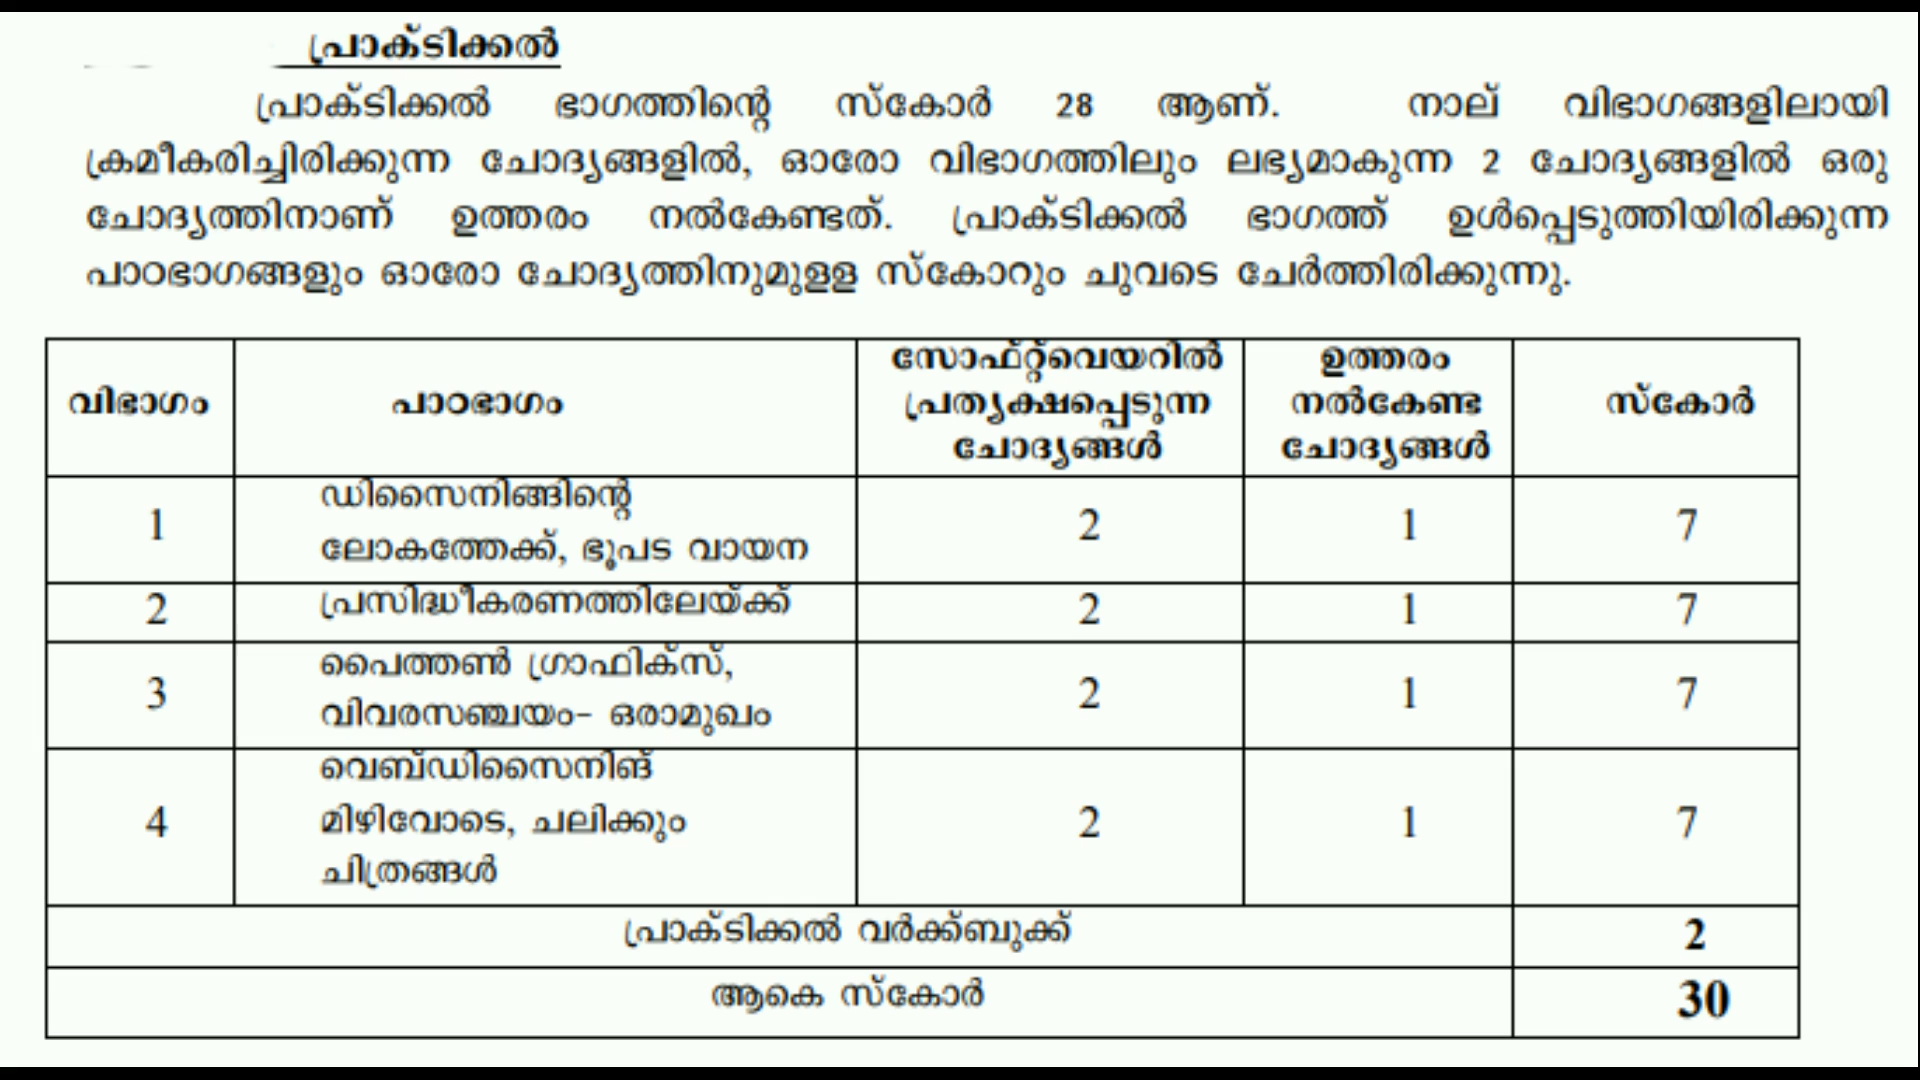 പ്രാക്ടിക്കൽ
പ്രാക്ടിക്കൽ ഭാഗത്തിന്റെ സ്കോർ 28 ആണ്. നാല് വിഭാഗങ്ങളിലായി
ക്രമീകരിച്ചിരിക്കുന്ന ചോദ്യങ്ങളിൽ, ഓരോ വിഭാഗത്തിലും ലഭ്യമാകുന്ന 2 ചോദ്യങ്ങളിൽ ഒരു
ചോദ്യത്തിനാണ് ഉത്തരം നൽകേണ്ടത്. പ്രാക്ടിക്കൽ ഭാഗത്ത് ഉൾപ്പെടുത്തിയിരിക്കുന്ന
പാഠഭാഗങ്ങളും ഓരോ ചോദ്യത്തിനുമുള്ള സ്കോറും ചുവടെ ചേർത്തിരിക്കുന്നു.
വിഭാഗം
പാഠഭാഗം
സോഫ്റ്റ്‌വെയറിൽ
പ്രത്യക്ഷപ്പെടുന്ന
ചോദ്യങ്ങൾ
ഉത്തരം
നൽകേണ്ട
ചോദ്യങ്ങൾ
സ്കോർ
1
ഡിസൈനിങ്ങിന്റെ
ലോകത്തേക്ക്, ഭൂപട വായന
2
1
7
2
പ്രസിദ്ധീകരണത്തിലേയ്ക്ക്
2
1
7
3
പൈത്തൺ ഗ്രാഫിക്സ്,
വിവരസഞ്ചയം- ഒരാമുഖം
2
1
7
4
വെബ്ഡിസൈനിങ്
മിഴിവോടെ, ചലിക്കും
ചിത്രങ്ങൾ
2
1
7
പ്രാക്ടിക്കൽ വർക്ക്ബുക്ക്
2
ആകെ സ്കോർ
30